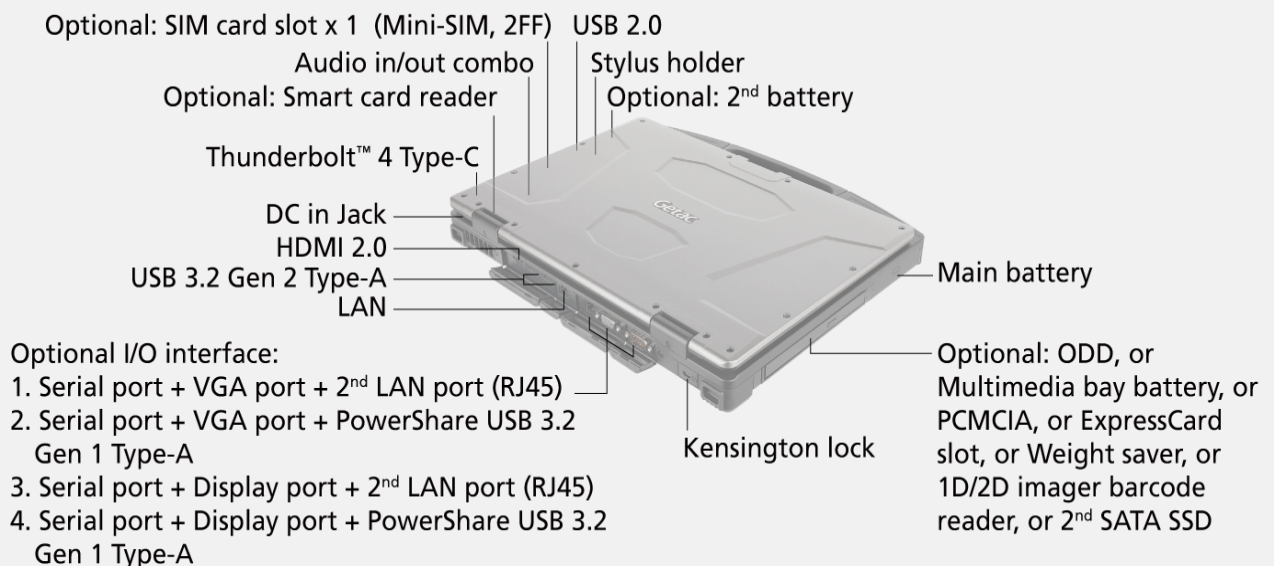 Optional: SIM card slot x 1 (Mini-SIM, 2FF)
USB 2.0
Audio in/out combo
Stylus holder
Optional: Smart card reader
Optional: 2nd battery
Thunderbolt™ 4 Type-C
Getac
DC in Jack
HDMI 2.0
USB 3.2 Gen 2 Type-A
LAN
Main battery
Optional I/O interface:
1. Serial port + VGA port + 2nd LAN port (RJ45)
2. Serial port + VGA port + PowerShare USB 3.2
Gen 1 Type-A
3. Serial port + Display port + 2nd LAN port (RJ45)
4. Serial port + Display port + PowerShare USB 3.2
Gen 1 Type-A
Kensington lock
Optional: ODD, or
Multimedia bay battery, or
PCMCIA, or ExpressCard
slot, or Weight saver, or
1D/2D imager barcode
reader, or 2nd SATA SSD